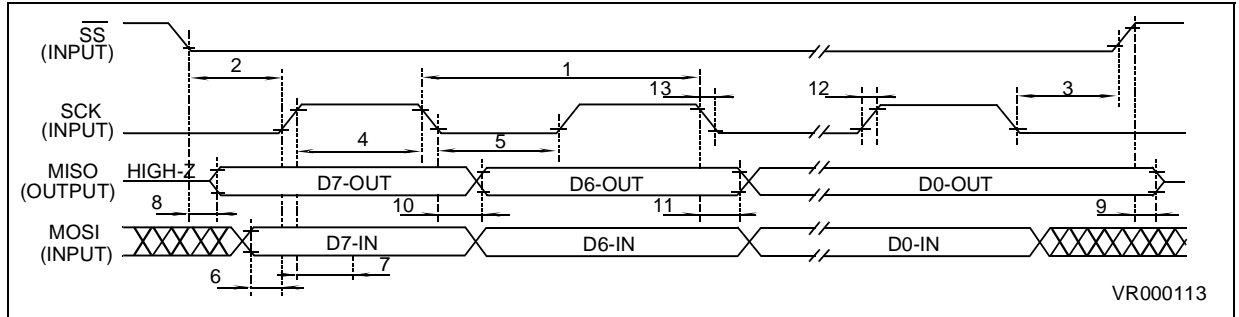 SS
(INPUT)
2
1
13
12
3
SCK
(INPUT)
4
5
MISO
(OUTPUT)
HIGH-Z
D7-OUT
D6-OUT
D0-OUT
8
10
11
9
MOSI
(INPUT)
D7-IN
D6-IN
D0-IN
6
7
VR000113